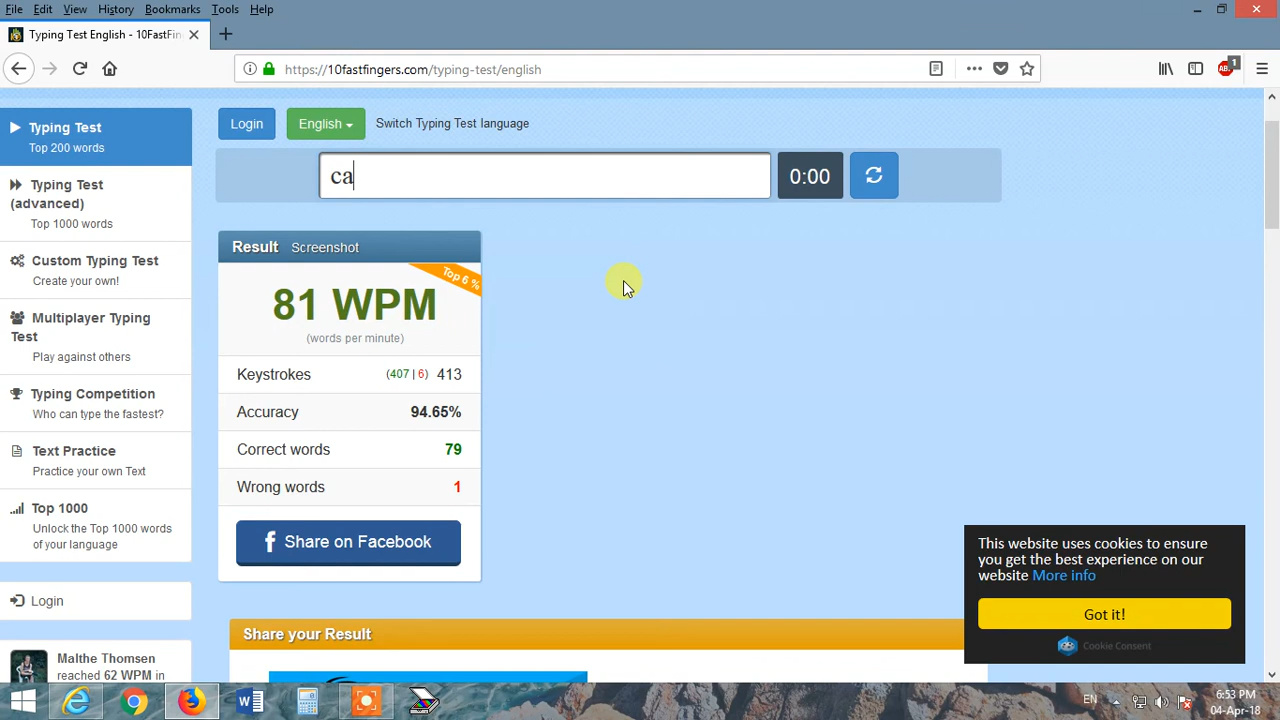 File Edit View History Bookmarks Tools Help
Typing Test English - 10FastFin
https://10fastfingers.com/typing-test/english
1
Typing Test
Top 200 words
Typing Test
(advanced)
Top 1000 words
Custom Typing Test
Create your own!
Multiplayer Typing
Test
Play against others
Typing Competition
Who can type the fastest?
Text Practice
Practice your own Text
Top 1000
Unlock the Top 1000 words
of your language
Login
Malthe Thomsen
reached 62 WPM in
Login English Switch Typing Test language
ca 0:00
Result Screenshot
Top 6 %
81 WPM
(words per minute)
Keystrokes (407 | 6) 413
Accuracy 94.65%
Correct words 79
Wrong words 1
f Share on Facebook
Share your Result
This website uses cookies to ensure
you get the best experience on our
website More info
Got it!
Cookie Consent
EN 6:53 PM
04-Apr-18